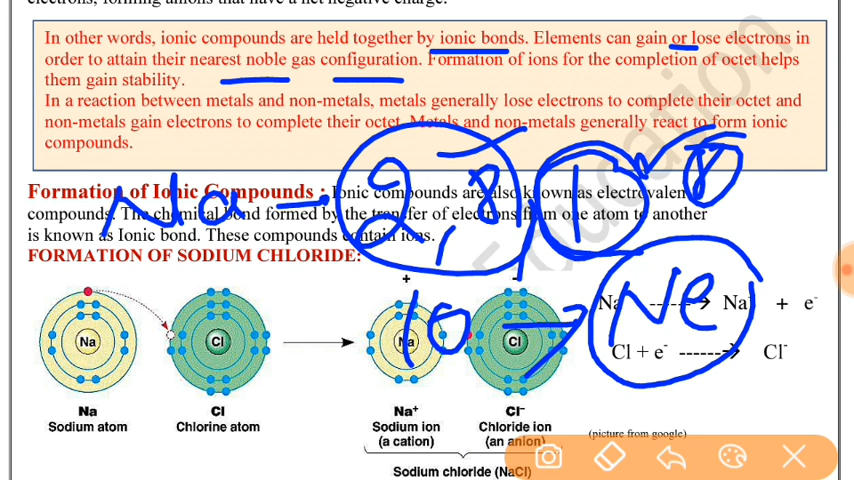 electrons, forming anions that have a net negative charge.
In other words, ionic compounds are held together by ionic bonds. Elements can gain or lose electrons in
order to attain their nearest noble gas configuration. Formation of ions for the completion of octet helps
them gain stability.
In a reaction between metals and non-metals, metals generally lose electrons to complete their octet and
non-metals gain electrons to complete their octet. Metals and non-metals generally react to form ionic
compounds.
Na - 2, 8, 1 8
Formation of Ionic Compounds : Ionic compounds are also known as electrovalent
compounds. The chemical bond formed by the transfer of electrons from one atom to another
is known as Ionic bond. These compounds contain ions.
FORMATION OF SODIUM CHLORIDE:
Education
+ -
10 → Ne
Na ------→ Na + e-
Na Cl Na Cl
Cl + e- ------→ Cl-
Na Cl Na+ Cl-
Sodium atom Chlorine atom Sodium ion Chloride ion
(a cation) (an anion) (picture from google)
Sodium chloride (NaCl)